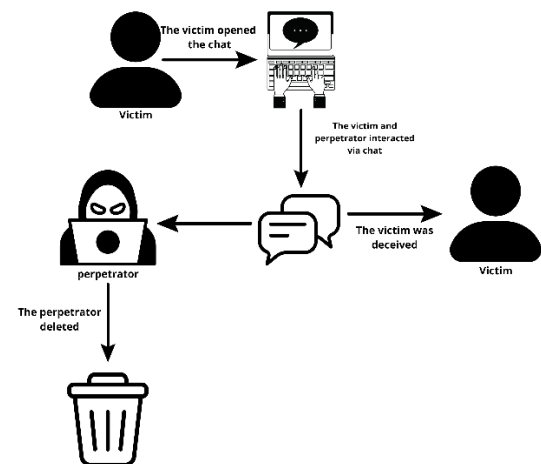 The victim opened
the chat
Victim
The victim and
perpetrator interacted
via chat
The victim was
deceived
Victim
perpetrator
The perpetrator
deleted